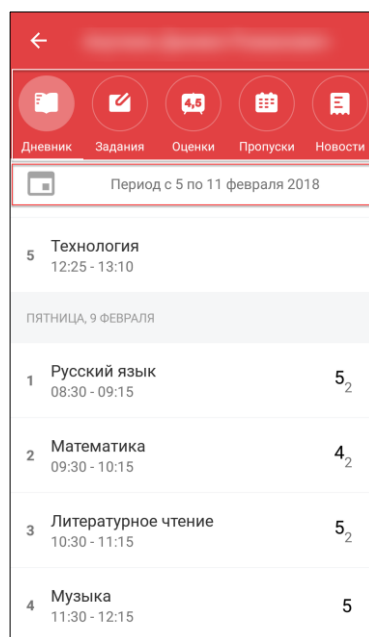 4,5
Дневник Задания Оценки Пропуски Новости
Период с 5 по 11 февраля 2018
5 Технология
12:25 - 13:10
ПЯТНИЦА, 9 ФЕВРАЛЯ
1 Русский язык 5 2
08:30 - 09:15
2 Математика 4 2
09:30 - 10:15
3 Литературное чтение 5 2
10:30 - 11:15
4 Музыка 5
11:30 - 12:15